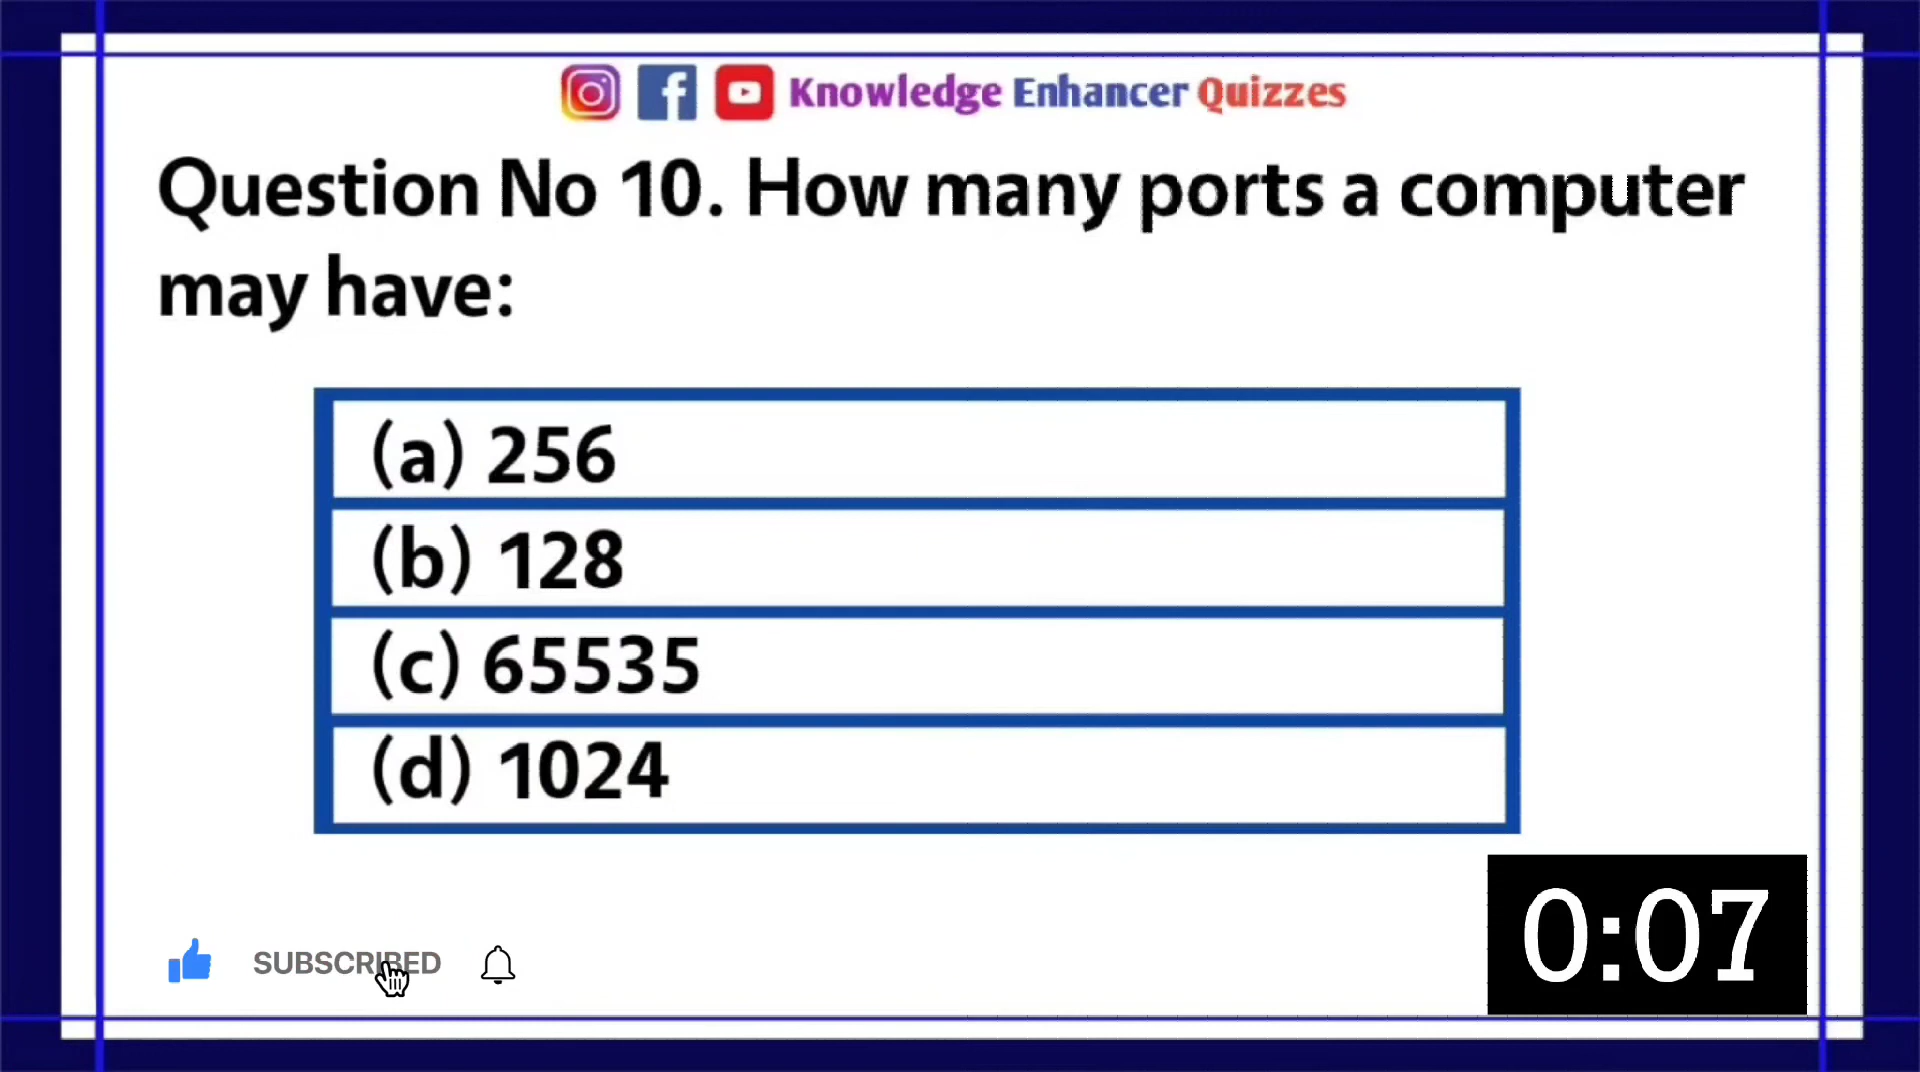 Knowledge Enhancer Quizzes
Question No 10. How many ports a computer
may have:
(a) 256
(b) 128
(c) 65535
(d) 1024
SUBSCRIBED
0:07